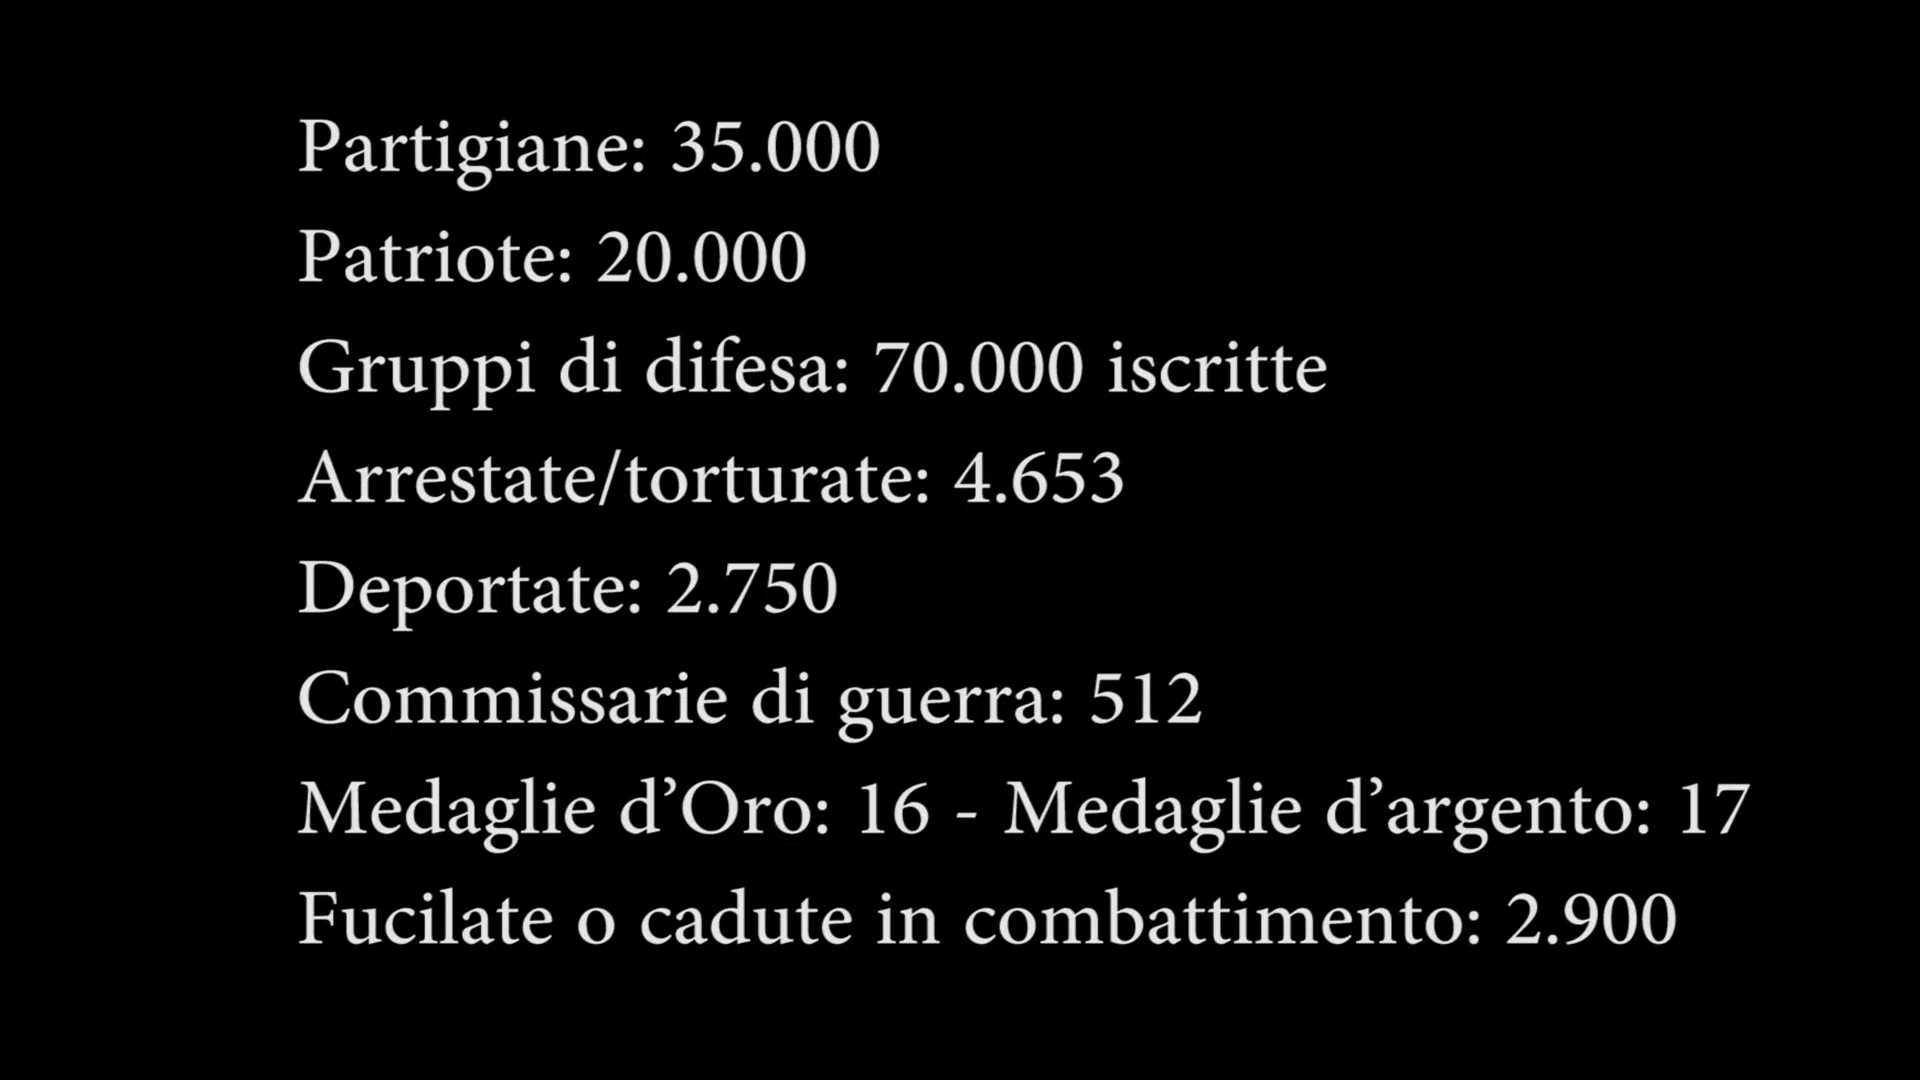 Partigiane: 35.000
Patriote: 20.000
Gruppi di difesa: 70.000 iscritte
Arrestate/torturate: 4.653
Deportate: 2.750
Commissarie di guerra: 512
Medaglie d’Oro: 16 - Medaglie d’argento: 17
Fucilate o cadute in combattimento: 2.900